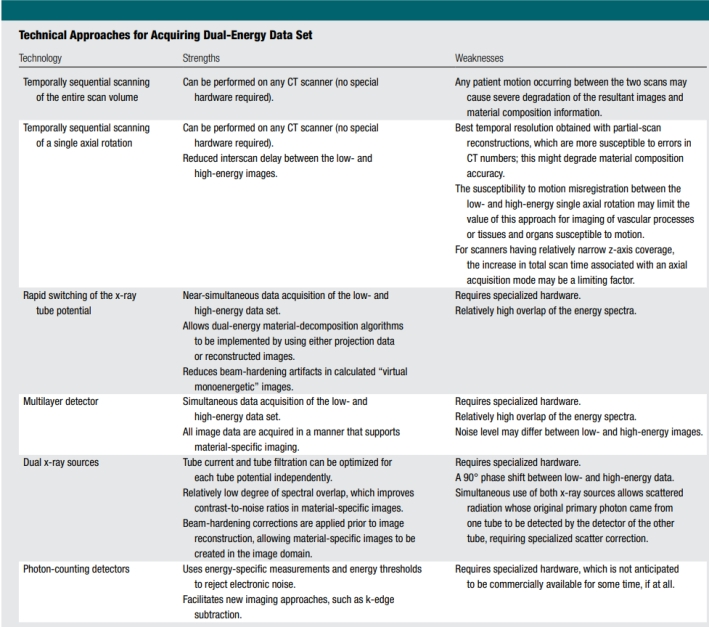 Technical Approaches for Acquiring Dual-Energy Data Set
Technology Strengths Weaknesses
Temporally sequential scanning
of the entire scan volume
Can be performed on any CT scanner (no special
hardware required).
Any patient motion occurring between the two scans may
cause severe degradation of the resultant images and
material composition information.
Temporally sequential scanning
of a single axial rotation
Can be performed on any CT scanner (no special
hardware required).
Reduced interscan delay between the low- and
high-energy images.
Best temporal resolution obtained with partial-scan
reconstructions, which are more susceptible to errors in
CT numbers; this might degrade material composition
accuracy.
The susceptibility to motion misregistration between the
low- and high-energy single axial rotation may limit the
value of this approach for imaging of vascular processes
or tissues and organs susceptible to motion.
For scanners having relatively narrow z-axis coverage,
the increase in total scan time associated with an axial
acquisition mode may be a limiting factor.
Rapid switching of the x-ray
tube potential
Near-simultaneous data acquisition of the low- and
high-energy data set.
Allows dual-energy material-decomposition algorithms
to be implemented by using either projection data
or reconstructed images.
Reduces beam-hardening artifacts in calculated “virtual
monoenergetic” images.
Requires specialized hardware.
Relatively high overlap of the energy spectra.
Multilayer detector
Simultaneous data acquisition of the low- and
high-energy data set.
All image data are acquired in a manner that supports
material-specific imaging.
Requires specialized hardware.
Relatively high overlap of the energy spectra.
Noise level may differ between low- and high-energy images.
Dual x-ray sources
Tube current and tube filtration can be optimized for
each tube potential independently.
Relatively low degree of spectral overlap, which improves
contrast-to-noise ratios in material-specific images.
Beam-hardening corrections are applied prior to image
reconstruction, allowing material-specific images to be
created in the image domain.
Requires specialized hardware.
A 90° phase shift between low- and high-energy data.
Simultaneous use of both x-ray sources allows scattered
radiation whose original primary photon came from
one tube to be detected by the detector of the other
tube, requiring specialized scatter correction.
Photon-counting detectors
Uses energy-specific measurements and energy thresholds
to reject electronic noise.
Facilitates new imaging approaches, such as k-edge
subtraction.
Requires specialized hardware, which is not anticipated
to be commercially available for some time, if at all.